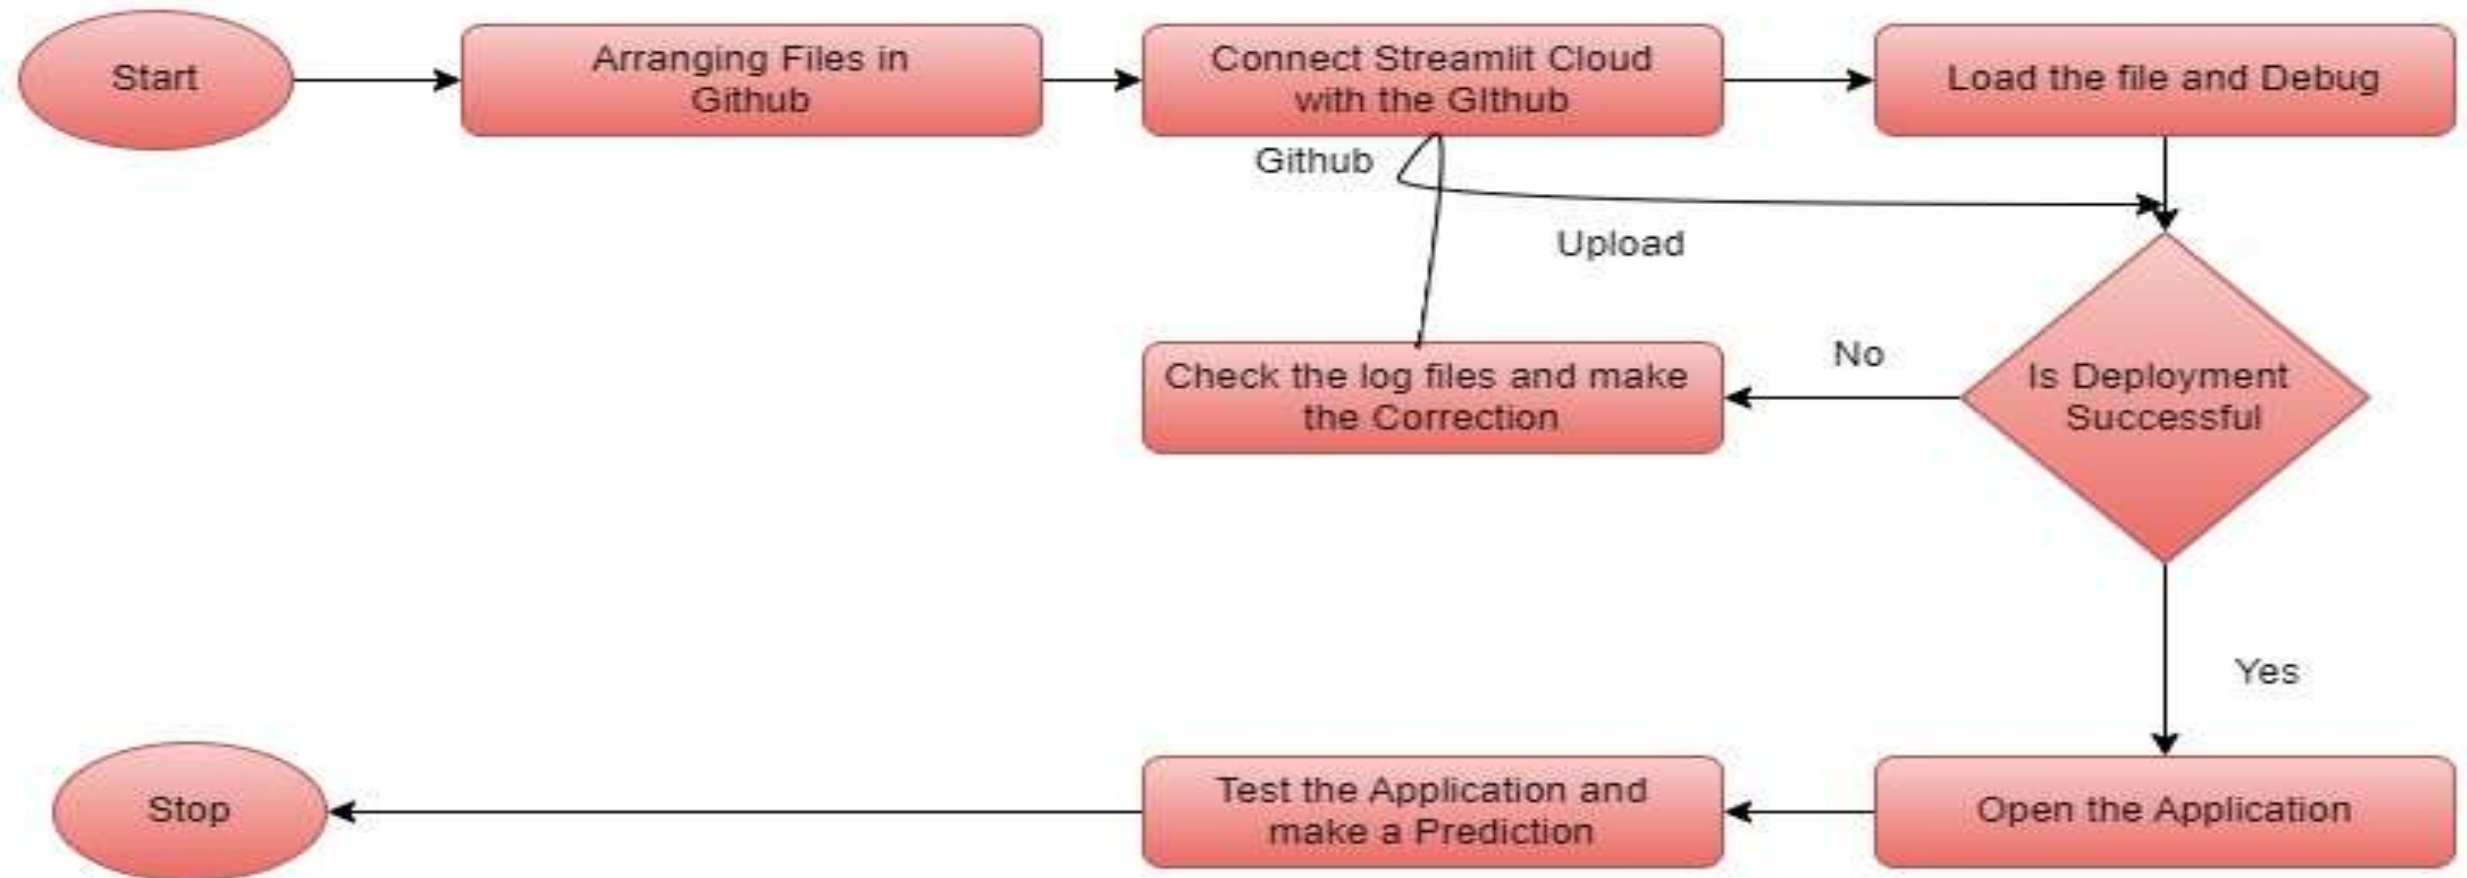 Start
Arranging Files in
Github
Connect Streamlit Cloud
with the GIthub
Load the file and Debug
Github
Upload
Check the log files and make
the Correction
No
Is Deployment
Successful
Yes
Stop
Test the Application and
make a Prediction
Open the Application